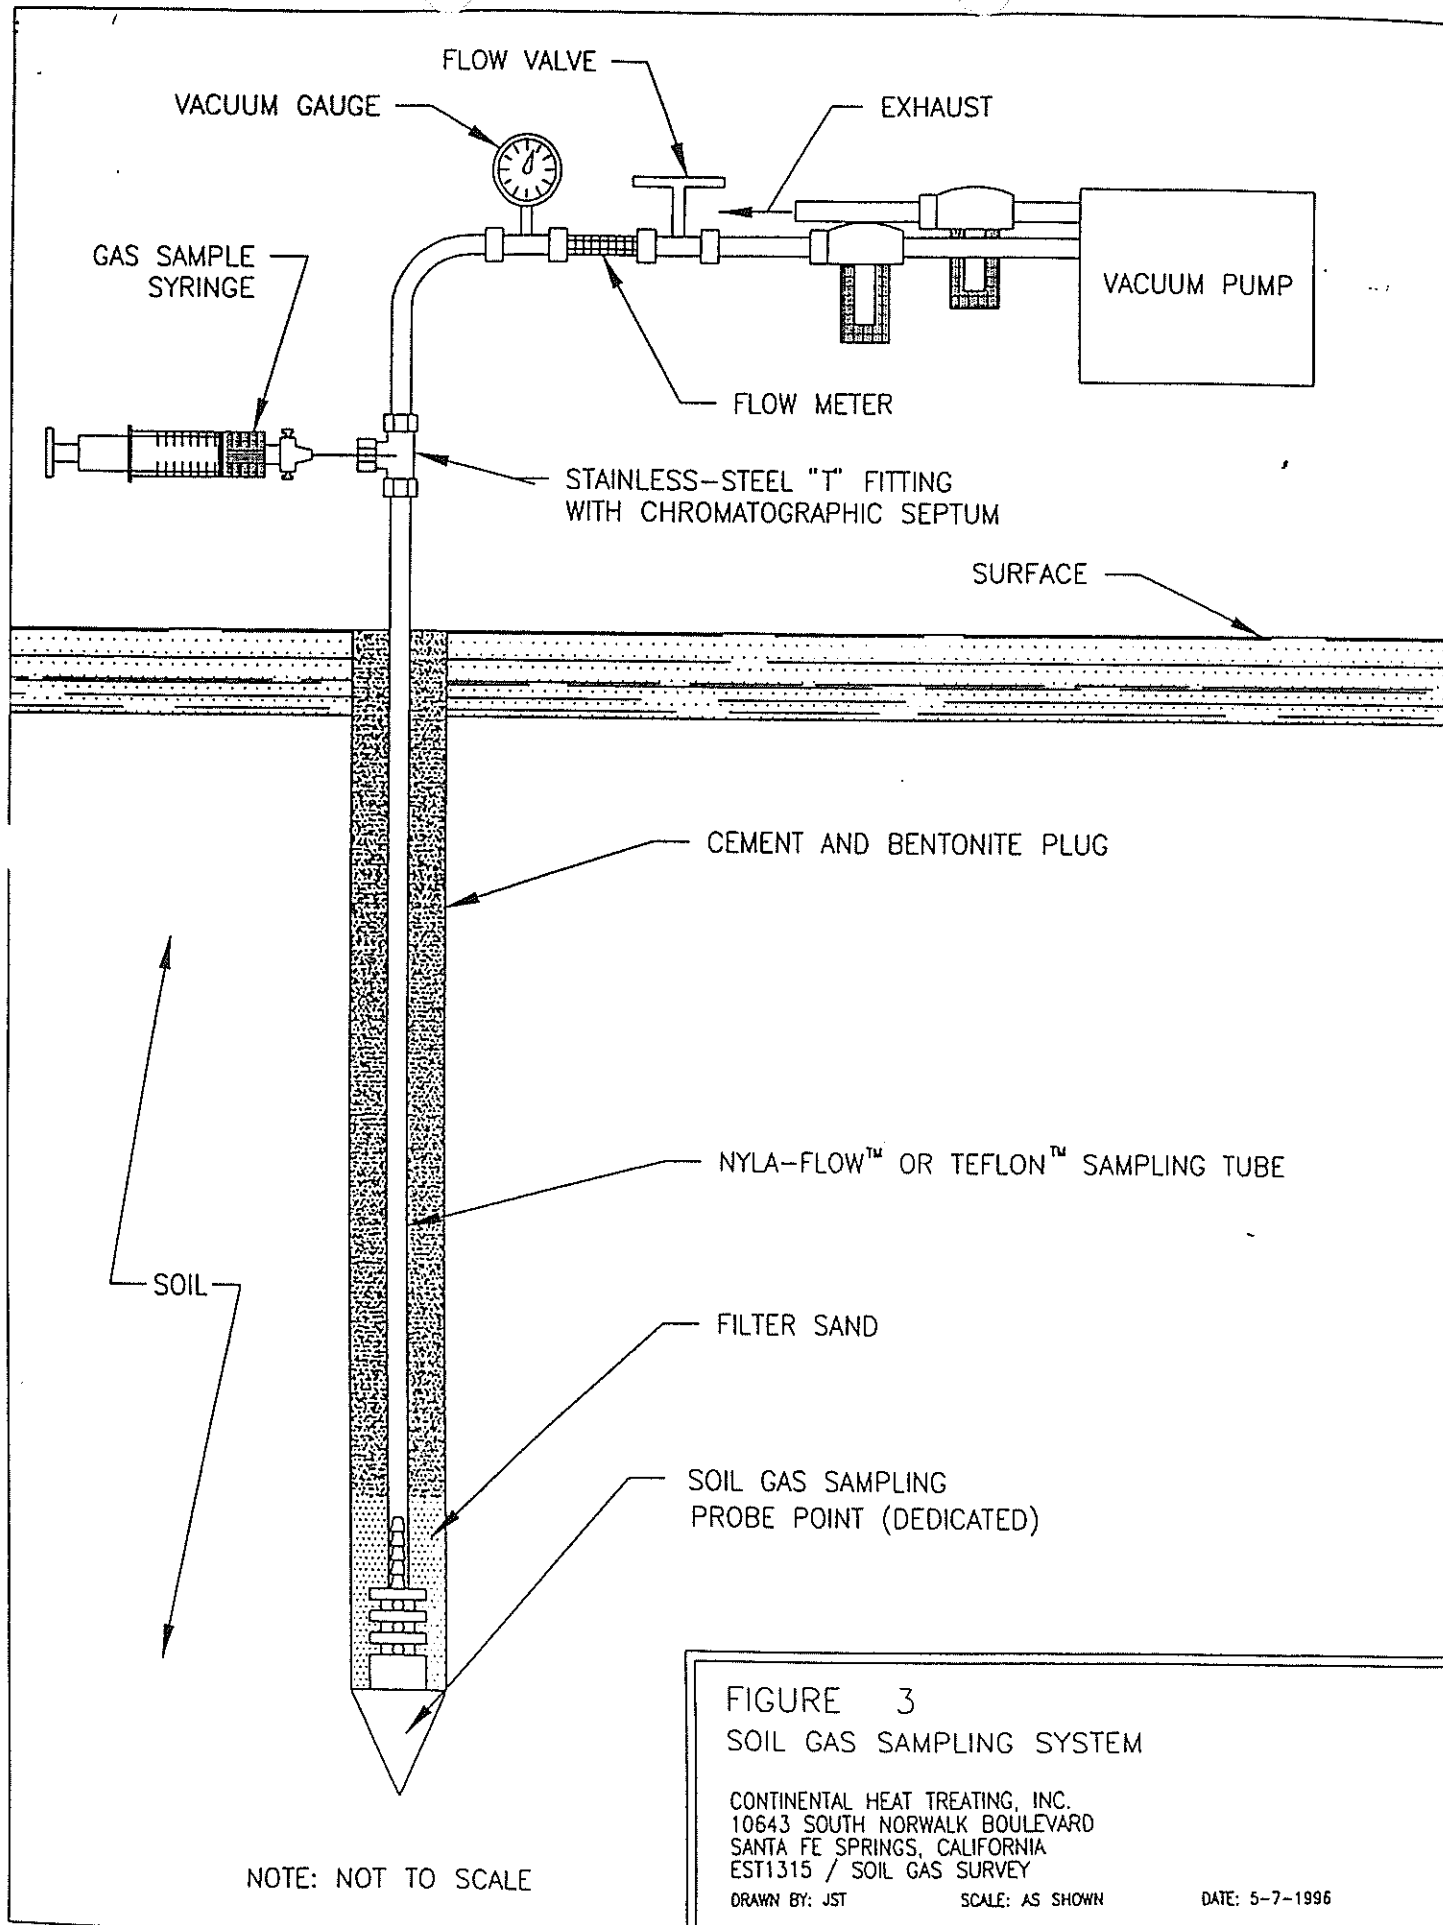 FLOW VALVE
VACUUM GAUGE
EXHAUST
GAS SAMPLE
SYRINGE
VACUUM PUMP
FLOW METER
STAINLESS-STEEL "T" FITTING
WITH CHROMATOGRAPHIC SEPTUM
SURFACE
CEMENT AND BENTONITE PLUG
NYLA-FLOW™ OR TEFLON™ SAMPLING TUBE
SOIL
FILTER SAND
SOIL GAS SAMPLING
PROBE POINT (DEDICATED)
FIGURE 3
SOIL GAS SAMPLING SYSTEM
CONTINENTAL HEAT TREATING, INC.
10643 SOUTH NORWALK BOULEVARD
SANTA FE SPRINGS, CALIFORNIA
EST1315 / SOIL GAS SURVEY
DRAWN BY: JST SCALE: AS SHOWN DATE: 5-7-1996
NOTE: NOT TO SCALE